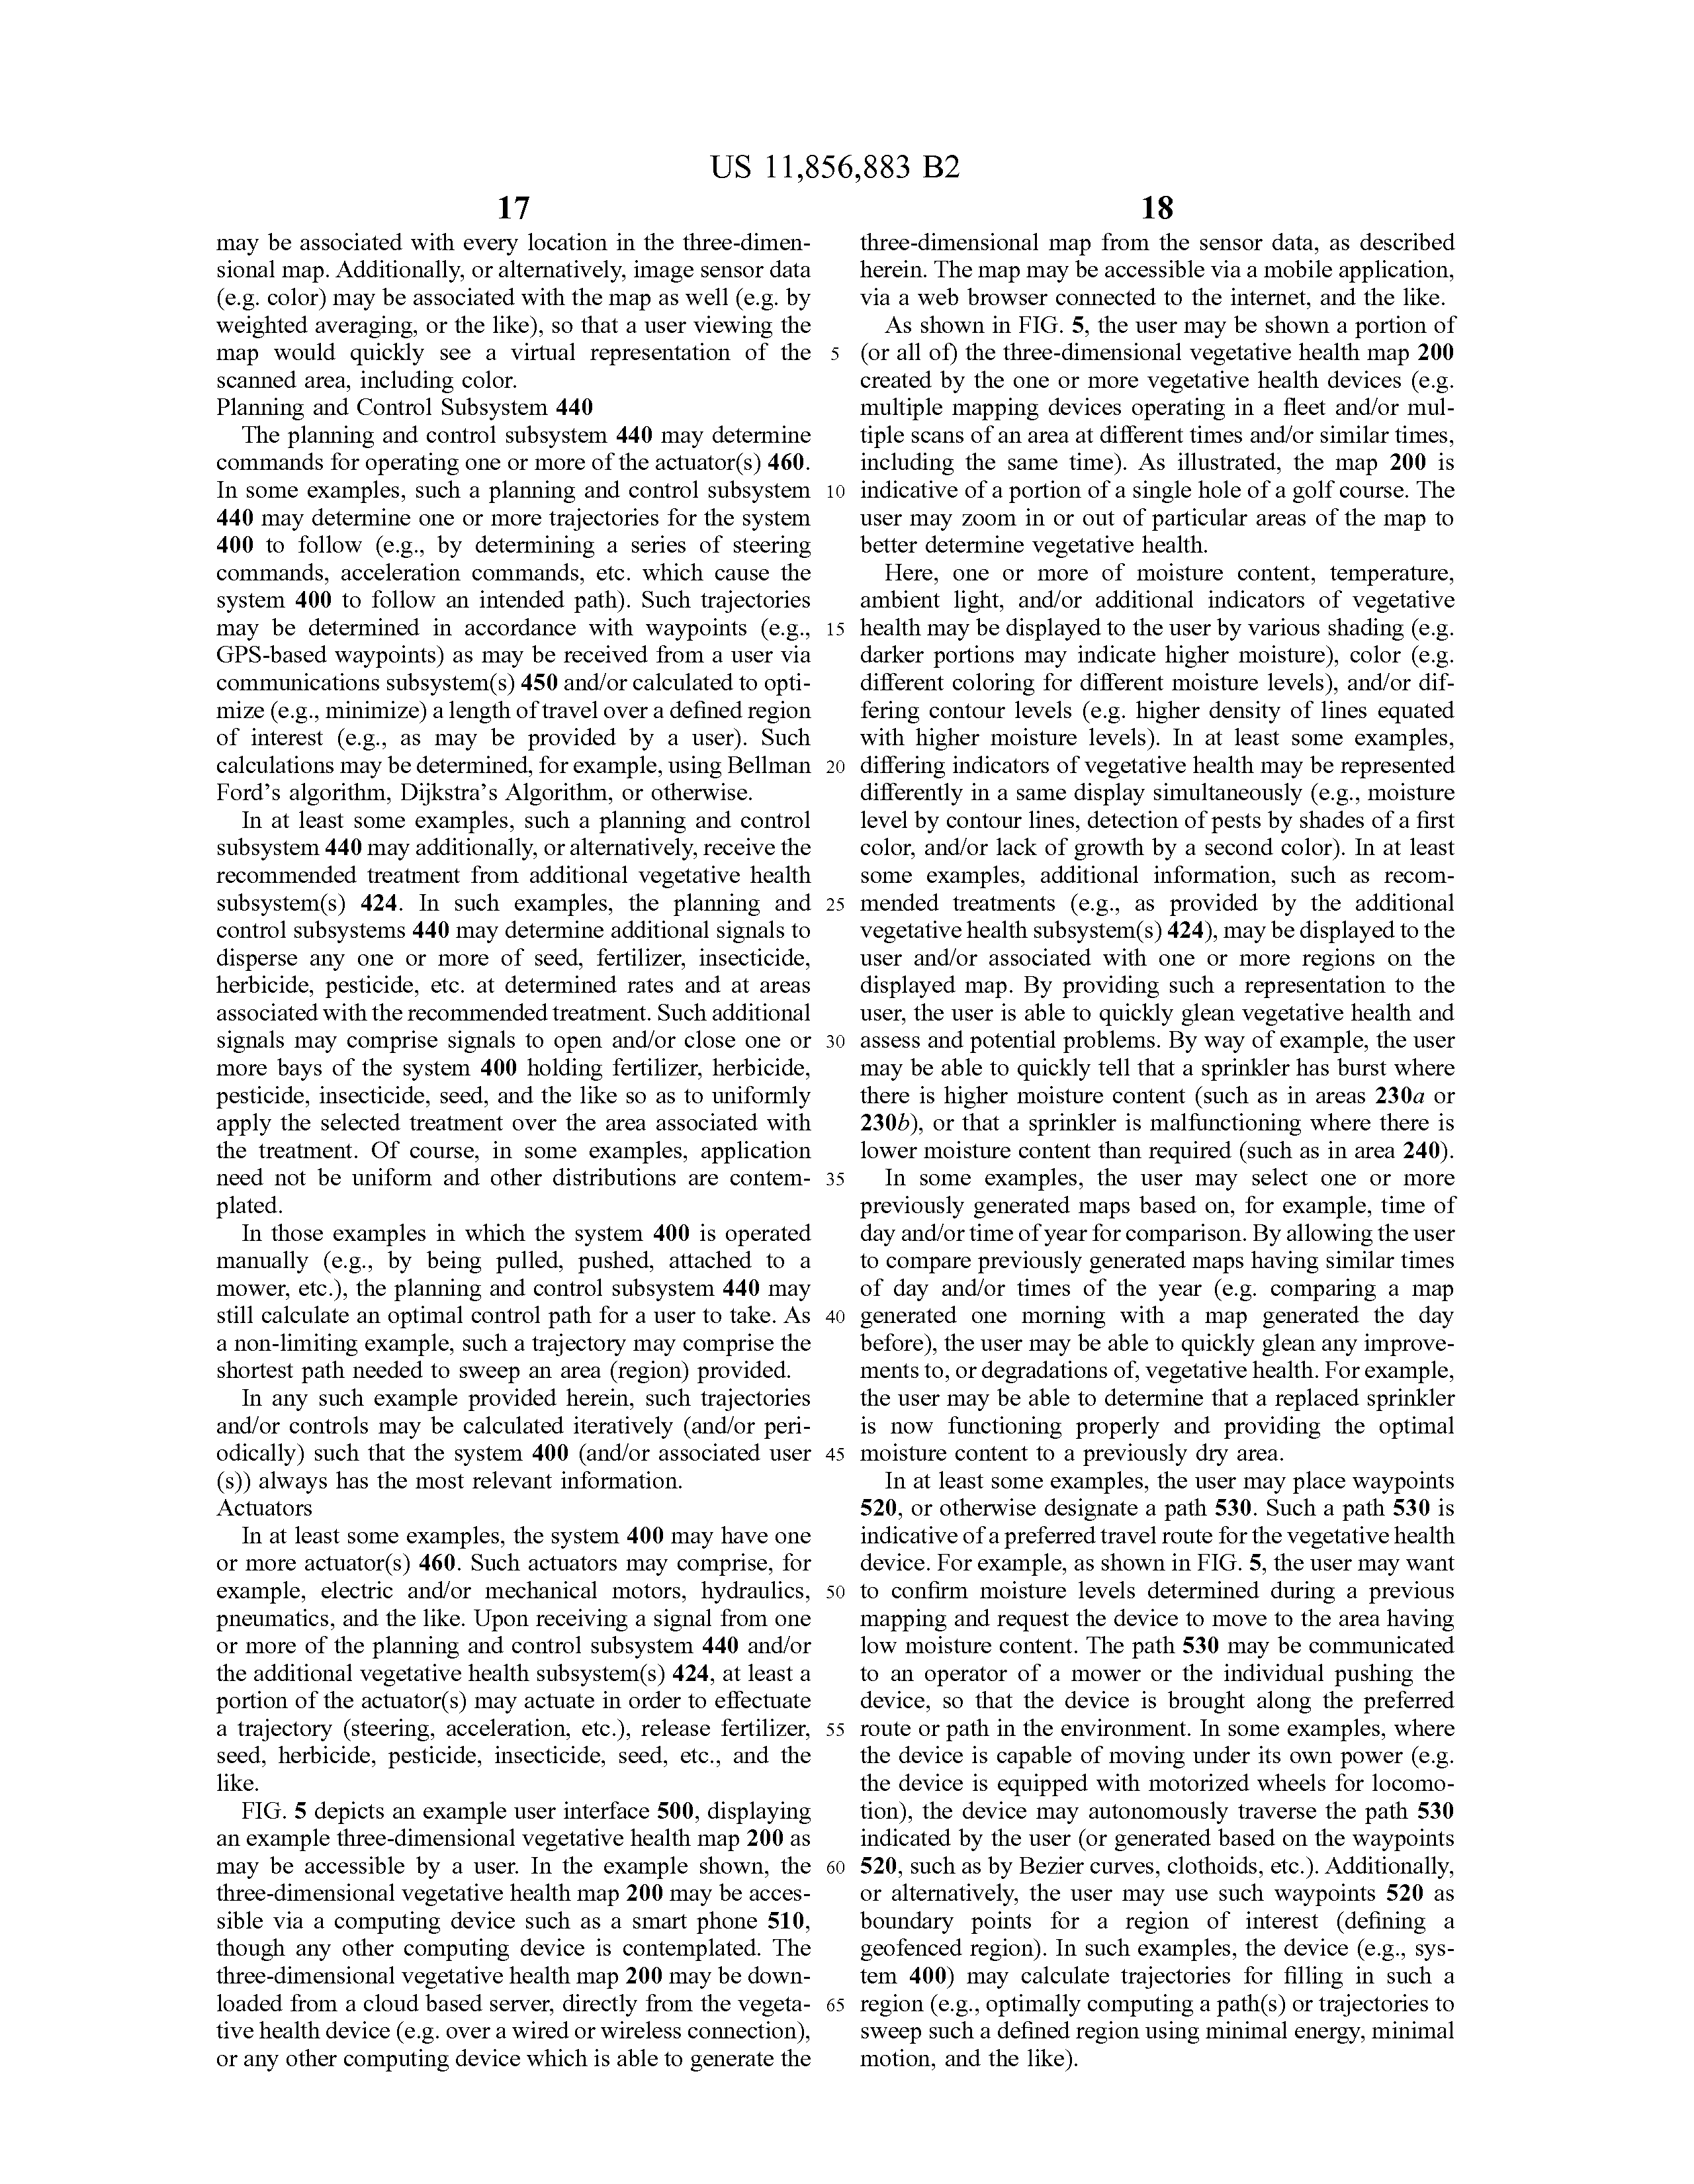 US 11,856,883 B2
17
may be associated with every location in the three-dimen-
sional map. Additionally, or alternatively, image sensor data
(e.g. color) may be associated with the map as well (e.g. by
weighted averaging, or the like), so that a user viewing the
map would quickly see a virtual representation of the
scanned area, including color.
Planning and Control Subsystem 440
The planning and control subsystem 440 may determine
commands for operating one or more of the actuator(s) 460.
In some examples, such a planning and control subsystem
440 may determine one or more trajectories for the system
400 to follow (e.g., by determining a series of steering
commands, acceleration commands, etc. which cause the
system 400 to follow an intended path). Such trajectories
may be determined in accordance with waypoints (e.g.,
GPS-based waypoints) as may be received from a user via
communications subsystem(s) 450 and/or calculated to opti-
mize (e.g., minimize) a length of travel over a defined region
of interest (e.g., as may be provided by a user). Such
calculations may be determined, for example, using Bellman
Ford's algorithm, Dijkstra's Algorithm, or otherwise.
In at least some examples, such a planning and control
subsystem 440 may additionally, or alternatively, receive the
recommended treatment from additional vegetative health
subsystem(s) 424. In such examples, the planning and
control subsystems 440 may determine additional signals to
disperse any one or more of seed, fertilizer, insecticide,
herbicide, pesticide, etc. at determined rates and at areas
associated with the recommended treatment. Such additional
signals may comprise signals to open and/or close one or
more bays of the system 400 holding fertilizer, herbicide,
pesticide, insecticide, seed, and the like so as to uniformly
apply the selected treatment over the area associated with
the treatment. Of course, in some examples, application
need not be uniform and other distributions are contem-
plated.
In those examples in which the system 400 is operated
manually (e.g., by being pulled, pushed, attached to a
mower, etc.), the planning and control subsystem 440 may
still calculate an optimal control path for a user to take. As
a non-limiting example, such a trajectory may comprise the
shortest path needed to sweep an area (region) provided.
In any such example provided herein, such trajectories
and/or controls may be calculated iteratively (and/or peri-
odically) such that the system 400 (and/or associated user
(s)) always has the most relevant information.
Actuators
In at least some examples, the system 400 may have one
or more actuator(s) 460. Such actuators may comprise, for
example, electric and/or mechanical motors, hydraulics,
pneumatics, and the like. Upon receiving a signal from one
or more of the planning and control subsystem 440 and/or
the additional vegetative health subsystem(s) 424, at least a
portion of the actuator(s) may actuate in order to effectuate
a trajectory (steering, acceleration, etc.), release fertilizer,
seed, herbicide, pesticide, insecticide, seed, etc., and the
like.
FIG. 5 depicts an example user interface 500, displaying
an example three-dimensional vegetative health map 200 as
may be accessible by a user. In the example shown, the
three-dimensional vegetative health map 200 may be acces-
sible via a computing device such as a smart phone 510,
though any other computing device is contemplated. The
three-dimensional vegetative health map 200 may be down-
loaded from a cloud based server, directly from the vegeta-
tive health device (e.g. over a wired or wireless connection),
or any other computing device which is able to generate the
5
10
15
20
25
30
35
40
45
50
55
60
65
18
three-dimensional map from the sensor data, as described
herein. The map may be accessible via a mobile application,
via a web browser connected to the internet, and the like.
As shown in FIG. 5, the user may be shown a portion of
(or all of) the three-dimensional vegetative health map 200
created by the one or more vegetative health devices (e.g.
multiple mapping devices operating in a fleet and/or mul-
tiple scans of an area at different times and/or similar times,
including the same time). As illustrated, the map 200 is
indicative of a portion of a single hole of a golf course. The
user may zoom in or out of particular areas of the map to
better determine vegetative health.
Here, one or more of moisture content, temperature,
ambient light, and/or additional indicators of vegetative
health may be displayed to the user by various shading (e.g.
darker portions may indicate higher moisture), color (e.g.
different coloring for different moisture levels), and/or dif-
fering contour levels (e.g. higher density of lines equated
with higher moisture levels). In at least some examples,
differing indicators of vegetative health may be represented
differently in a same display simultaneously (e.g., moisture
level by contour lines, detection of pests by shades of a first
color, and/or lack of growth by a second color). In at least
some examples, additional information, such as recom-
mended treatments (e.g., as provided by the additional
vegetative health subsystem(s) 424), may be displayed to the
user and/or associated with one or more regions on the
displayed map. By providing such a representation to the
user, the user is able to quickly glean vegetative health and
assess and potential problems. By way of example, the user
may be able to quickly tell that a sprinkler has burst where
there is higher moisture content (such as in areas 230a or
230b), or that a sprinkler is malfunctioning where there is
lower moisture content than required (such as in area 240).
In some examples, the user may select one or more
previously generated maps based on, for example, time of
day and/or time of year for comparison. By allowing the user
to compare previously generated maps having similar times
of day and/or times of the year (e.g. comparing a map
generated one morning with a map generated the day
before), the user may be able to quickly glean any improve-
ments to, or degradations of, vegetative health. For example,
the user may be able to determine that a replaced sprinkler
is now functioning properly and providing the optimal
moisture content to a previously dry area.
In at least some examples, the user may place waypoints
520, or otherwise designate a path 530. Such a path 530 is
indicative of a preferred travel route for the vegetative health
device. For example, as shown in FIG. 5, the user may want
to confirm moisture levels determined during a previous
mapping and request the device to move to the area having
low moisture content. The path 530 may be communicated
to an operator of a mower or the individual pushing the
device, so that the device is brought along the preferred
route or path in the environment. In some examples, where
the device is capable of moving under its own power (e.g.
the device is equipped with motorized wheels for locomo-
tion), the device may autonomously traverse the path 530
indicated by the user (or generated based on the waypoints
520, such as by Bezier curves, clothoids, etc.). Additionally,
or alternatively, the user may use such waypoints 520 as
boundary points for a region of interest (defining a
geofenced region). In such examples, the device (e.g., sys-
tem 400) may calculate trajectories for filling in such a
region (e.g., optimally computing a path(s) or trajectories to
sweep such a defined region using minimal energy, minimal
motion, and the like).